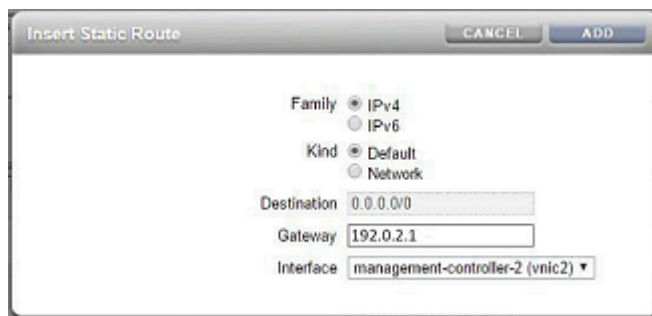 Insert Static Route CANCEL ADD
Family IPv4
IPv6
Kind Default
Network
Destination 0.0.0.0/0
Gateway 192.0.2.1
Interface management-controller-2 (vnic2)